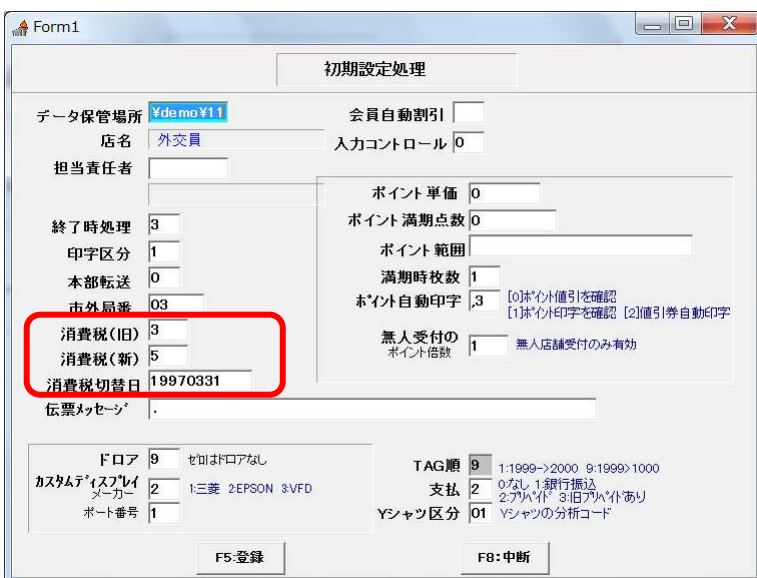 Form1
初期設定処理
データ保管場所 ¥demo¥11
会員自動割引
店名 外交員
入力コントロール 0
担当責任者
ポイント単価 0
終了時処理 3
ポイント満期点数 0
印字区分 1
ポイント範囲
本部転送 0
満期時枚数 1
市外局番 03
ポイント自動印字 ,3 [0]ポイント値引を確認
[1]ポイント印字を確認 [2]値引券自動印字
消費税(旧) 3
無人受付の
ポイント倍数 1 無人店舗受付のみ有効
消費税(新) 5
消費税切替日 19970331
伝票メッセージ .
ドロア 9 ゼロはドロアなし
TAG順 9 1:1999->2000 9:1999>1000
カスタムディスプレイ
メーカー 2 1:三菱 2:EPSON 3:VFD
支払 2 0:なし 1:銀行振込
2:プリペイド 3:旧プリペイドあり
ポート番号 1
Yシャツ区分 01 Yシャツの分析コード
F5:登録
F8:中断